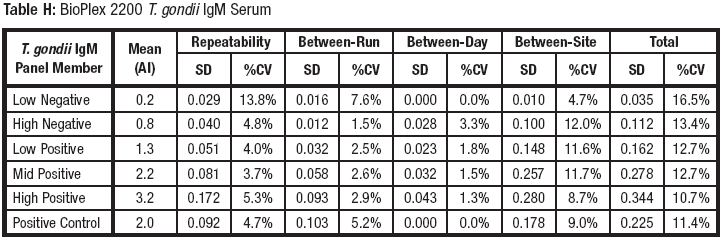 Table H: BioPlex 2200 T. gondii IgM Serum
T. gondii IgM Panel Member | Mean (AI) | Repeatability | Between-Run | Between-Day | Between-Site | Total
SD | %CV | SD | %CV | SD | %CV | SD | %CV | SD | %CV
Low Negative | 0.2 | 0.029 | 13.8% | 0.016 | 7.6% | 0.000 | 0.0% | 0.010 | 4.7% | 0.035 | 16.5%
High Negative | 0.8 | 0.040 | 4.8% | 0.012 | 1.5% | 0.028 | 3.3% | 0.100 | 12.0% | 0.112 | 13.4%
Low Positive | 1.3 | 0.051 | 4.0% | 0.032 | 2.5% | 0.023 | 1.8% | 0.148 | 11.6% | 0.162 | 12.7%
Mid Positive | 2.2 | 0.081 | 3.7% | 0.058 | 2.6% | 0.032 | 1.5% | 0.257 | 11.7% | 0.278 | 12.7%
High Positive | 3.2 | 0.172 | 5.3% | 0.093 | 2.9% | 0.043 | 1.3% | 0.280 | 8.7% | 0.344 | 10.7%
Positive Control | 2.0 | 0.092 | 4.7% | 0.103 | 5.2% | 0.000 | 0.0% | 0.178 | 9.0% | 0.225 | 11.4%